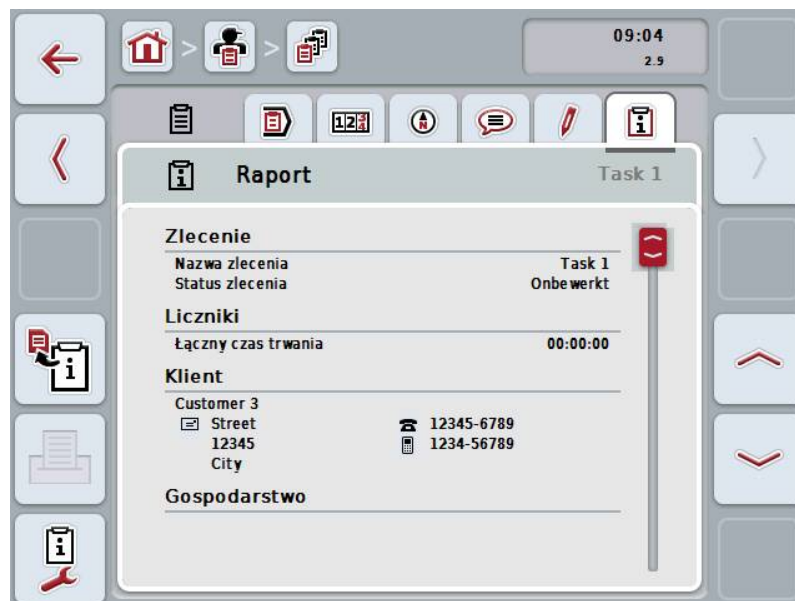 09:04
2.9
Raport
Task 1
Zlecenie
Nazwa zlecenia Task 1
Status zlecenia Onbewerkt
Liczniki
Łączny czas trwania 00:00:00
Klient
Customer 3
Street 12345-6789
12345 1234-56789
City
Gospodarstwo